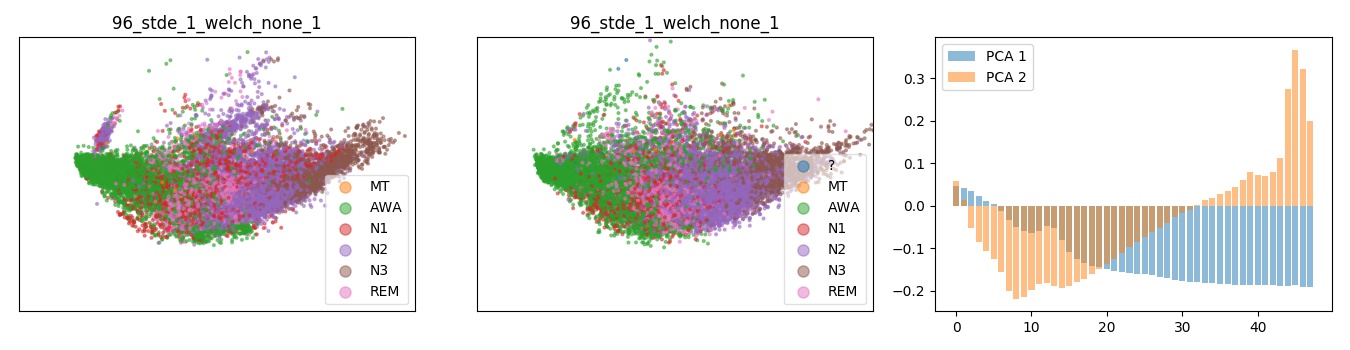 96_stde_1_welch_none_1
MT
AWA
N1
N2
N3
REM
96_stde_1_welch_none_1
?
MT
AWA
N1
N2
N3
REM
PCA 1
PCA 2
0.3
0.2
0.1
0.0
−0.1
−0.2
0 10 20 30 40